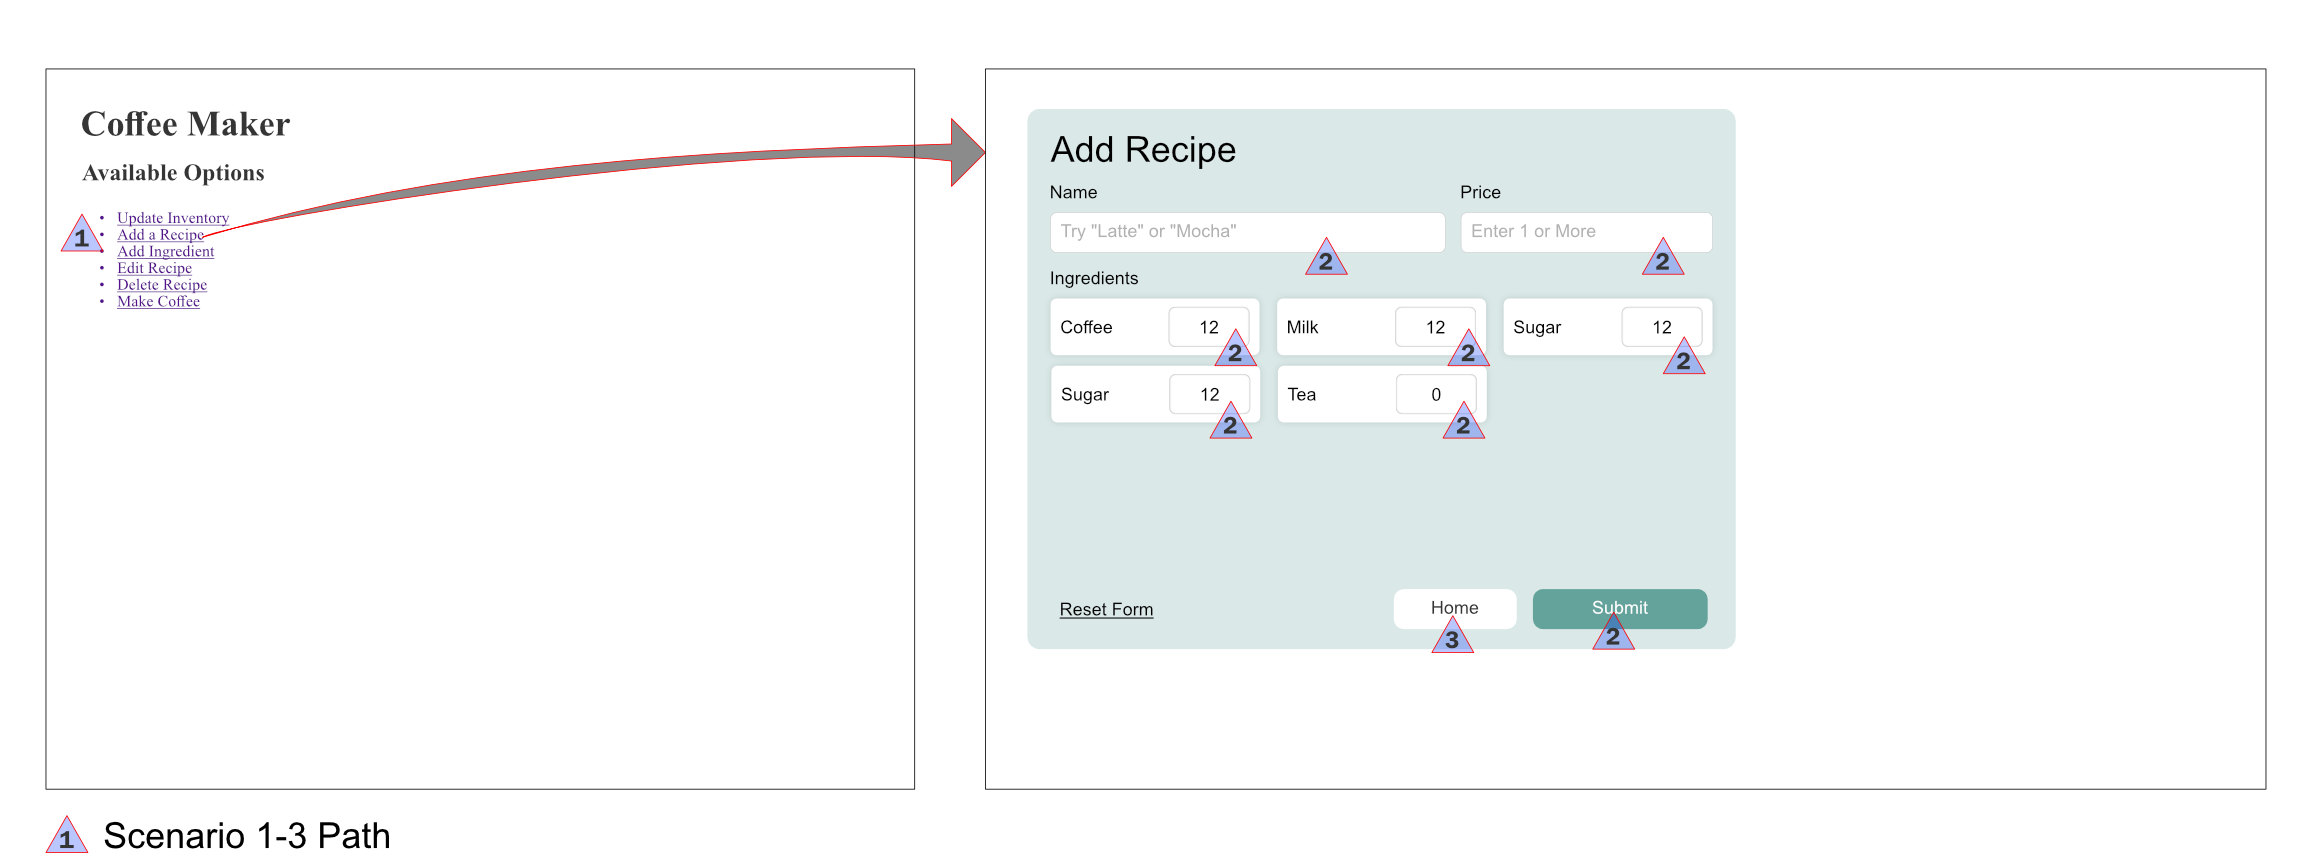 Coffee Maker
Available Options
• Update Inventory
1 • Add a Recipe
• Add Ingredient
• Edit Recipe
• Delete Recipe
• Make Coffee
Add Recipe
Name Price
Try "Latte" or "Mocha" Enter 1 or More
2 2
Ingredients
Coffee 12 Milk 12 Sugar 12
2 2 2
Sugar 12 Tea 0
2 2
Reset Form Home Submit
3 2
1 Scenario 1-3 Path